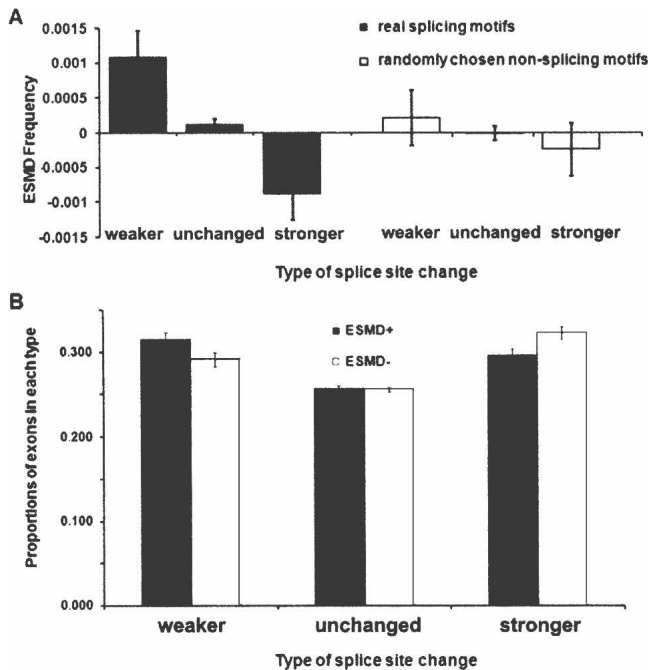 A
0.0015
0.001
0.0005
0
-0.0005
-0.001
-0.0015
ESMD Frequency
real splicing motifs
randomly chosen non-splicing motifs
weaker unchanged stronger weaker unchanged stronger
Type of splice site change
B
0.300
0.200
0.100
0.000
Proportions of exons in each type
ESMD+
ESMD-
weaker unchanged stronger
Type of splice site change